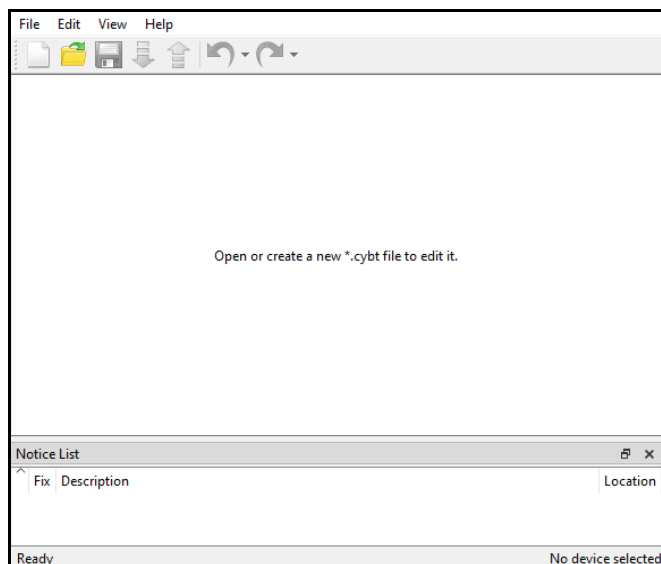 File Edit View Help
Open or create a new *.cybt file to edit it.
Notice List
Fix Description Location
Ready No device selected